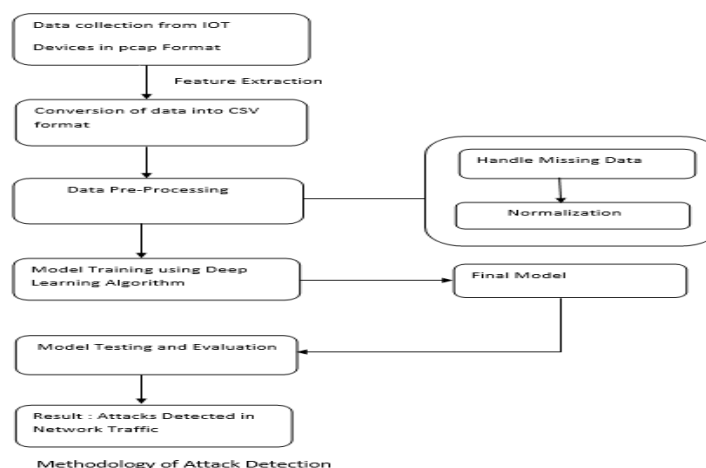 Data collection from IOT
Devices in pcap Format
Feature Extraction
Conversion of data into CSV
format
Data Pre-Processing
Handle Missing Data
Normalization
Model Training using Deep
Learning Algorithm
Final Model
Model Testing and Evaluation
Result : Attacks Detected in
Network Traffic
Methodology of Attack Detection